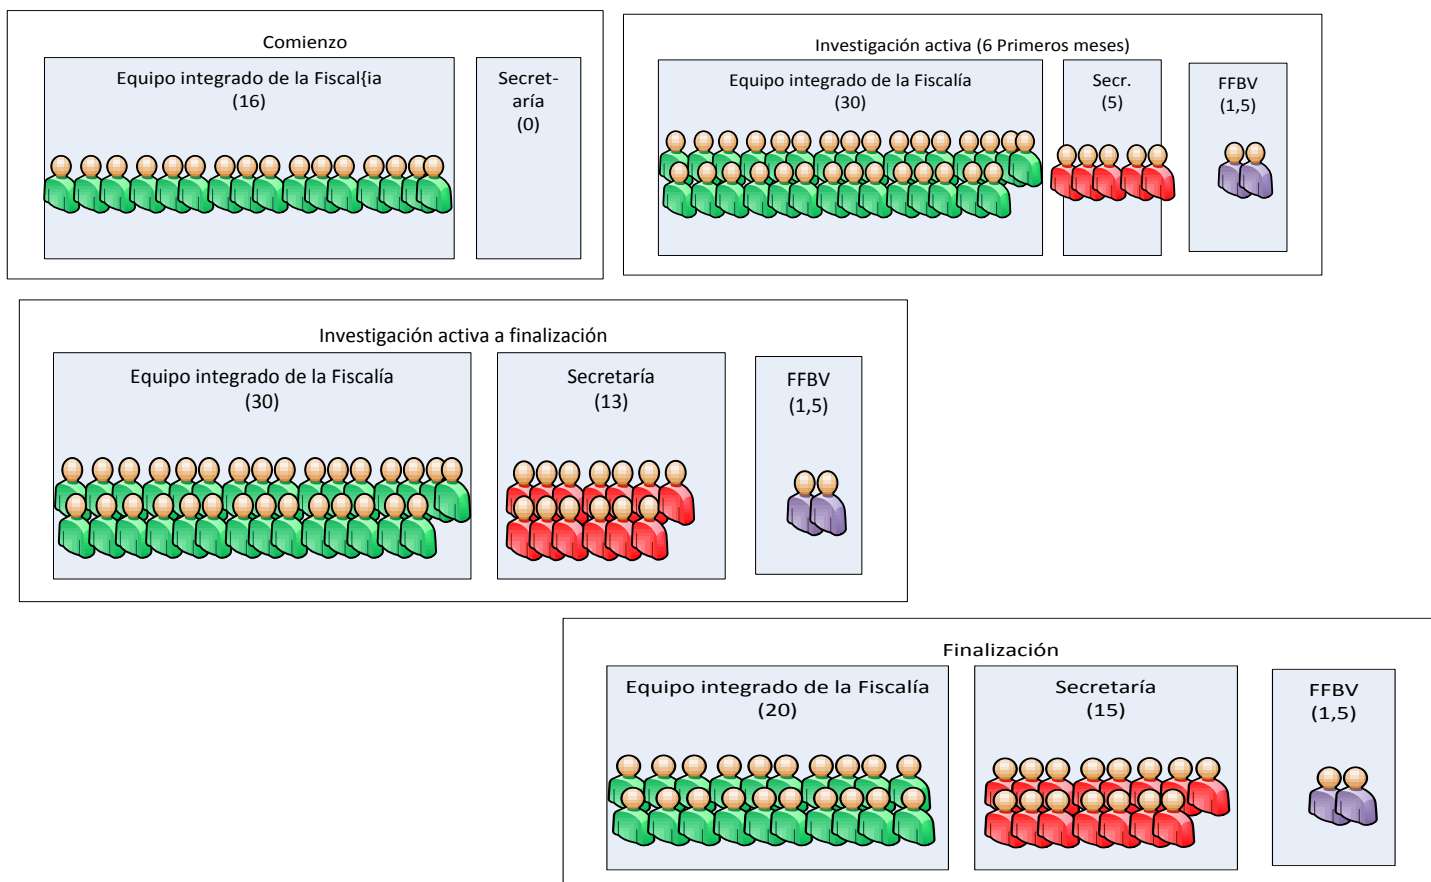 Comienzo
Equipo integrado de la Fiscal{ia
(16)
Secret-
aría
(0)
Investigación activa (6 Primeros meses)
Equipo integrado de la Fiscalía
(30)
Secr.
(5)
FFBV
(1,5)
Investigación activa a finalización
Equipo integrado de la Fiscalía
(30)
Secretaría
(13)
FFBV
(1,5)
Finalización
Equipo integrado de la Fiscalía
(20)
Secretaría
(15)
FFBV
(1,5)